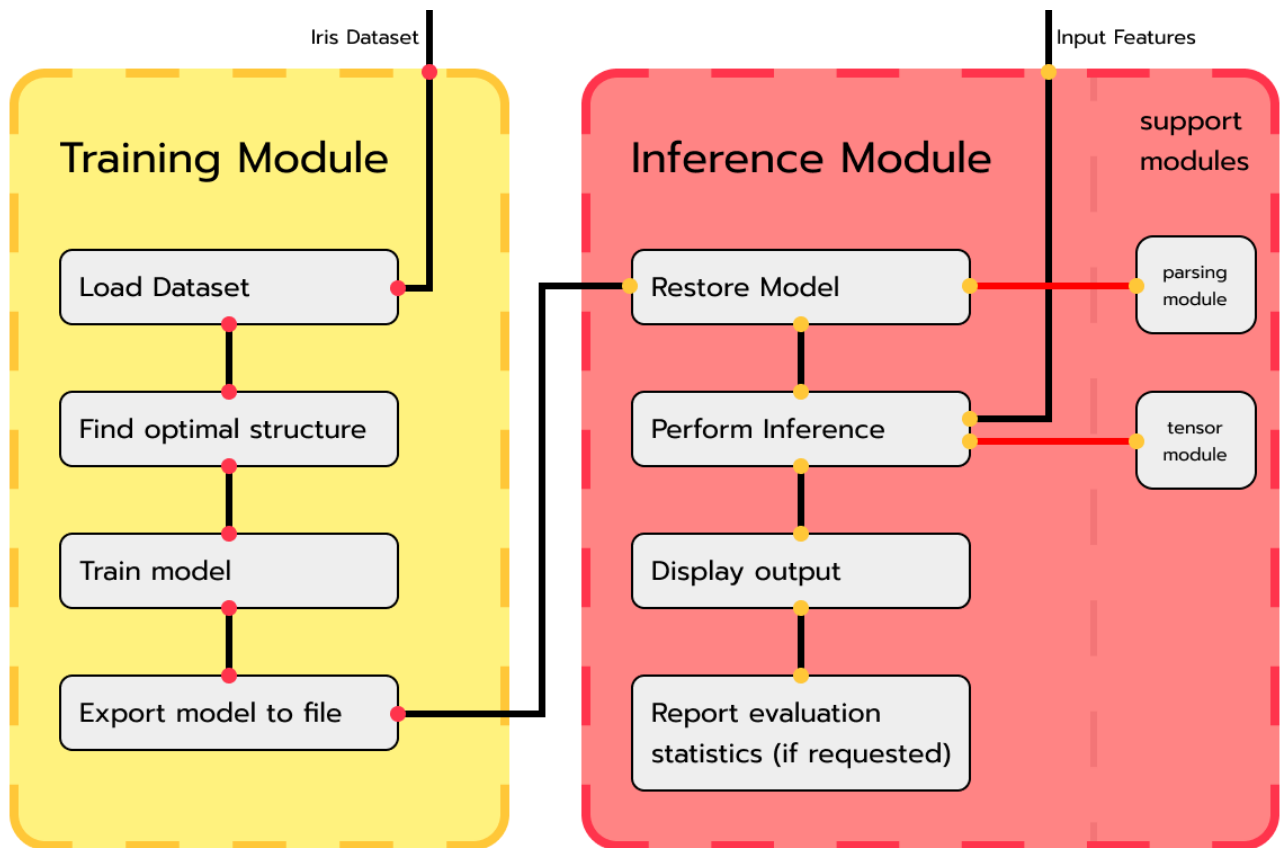 Iris Dataset
Input Features
Training Module
Load Dataset
Find optimal structure
Train model
Export model to file
Inference Module
Restore Model
Perform Inference
Display output
Report evaluation
statistics (if requested)
support
modules
parsing
module
tensor
module